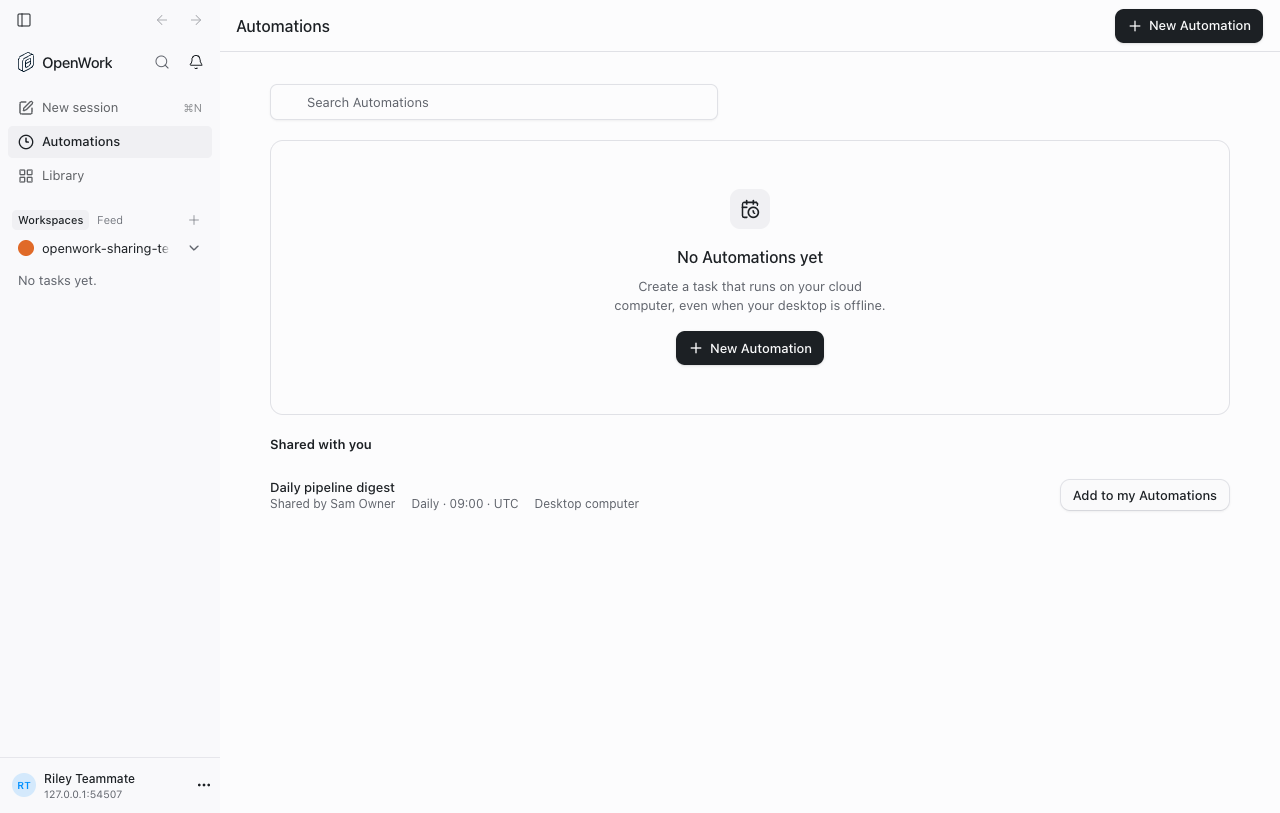 Automations
New Automation
OpenWork
New session ⌘N
Automations
Library
Workspaces Feed
openwork-sharing-te
No tasks yet.
Search Automations
No Automations yet
Create a task that runs on your cloud
computer, even when your desktop is offline.
New Automation
Shared with you
Daily pipeline digest
Shared by Sam Owner Daily · 09:00 · UTC Desktop computer
Add to my Automations
RT
Riley Teammate
127.0.0.1:54507